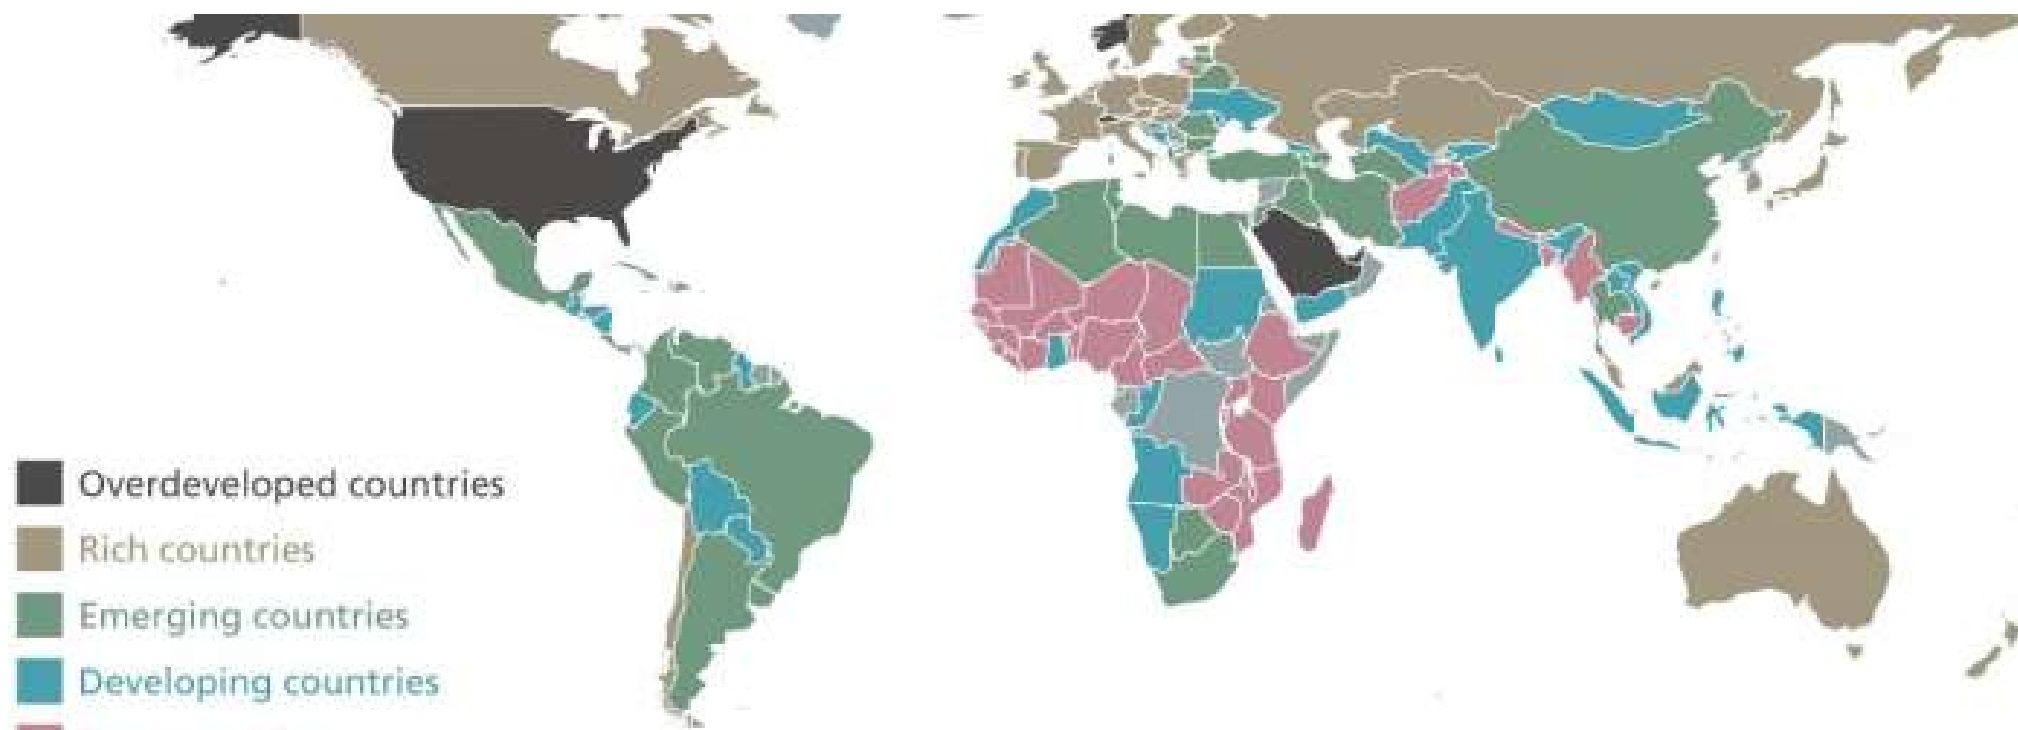 Overdeveloped countries
Rich countries
Emerging countries
Developing countries